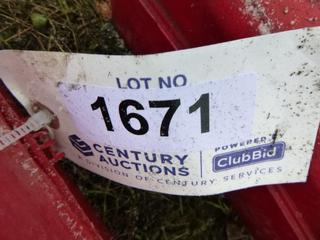 LOT NO
1671
CENTURY
AUCTIONS
A DIVISION OF CENTURY SERVICES
POWERED
ClubBid